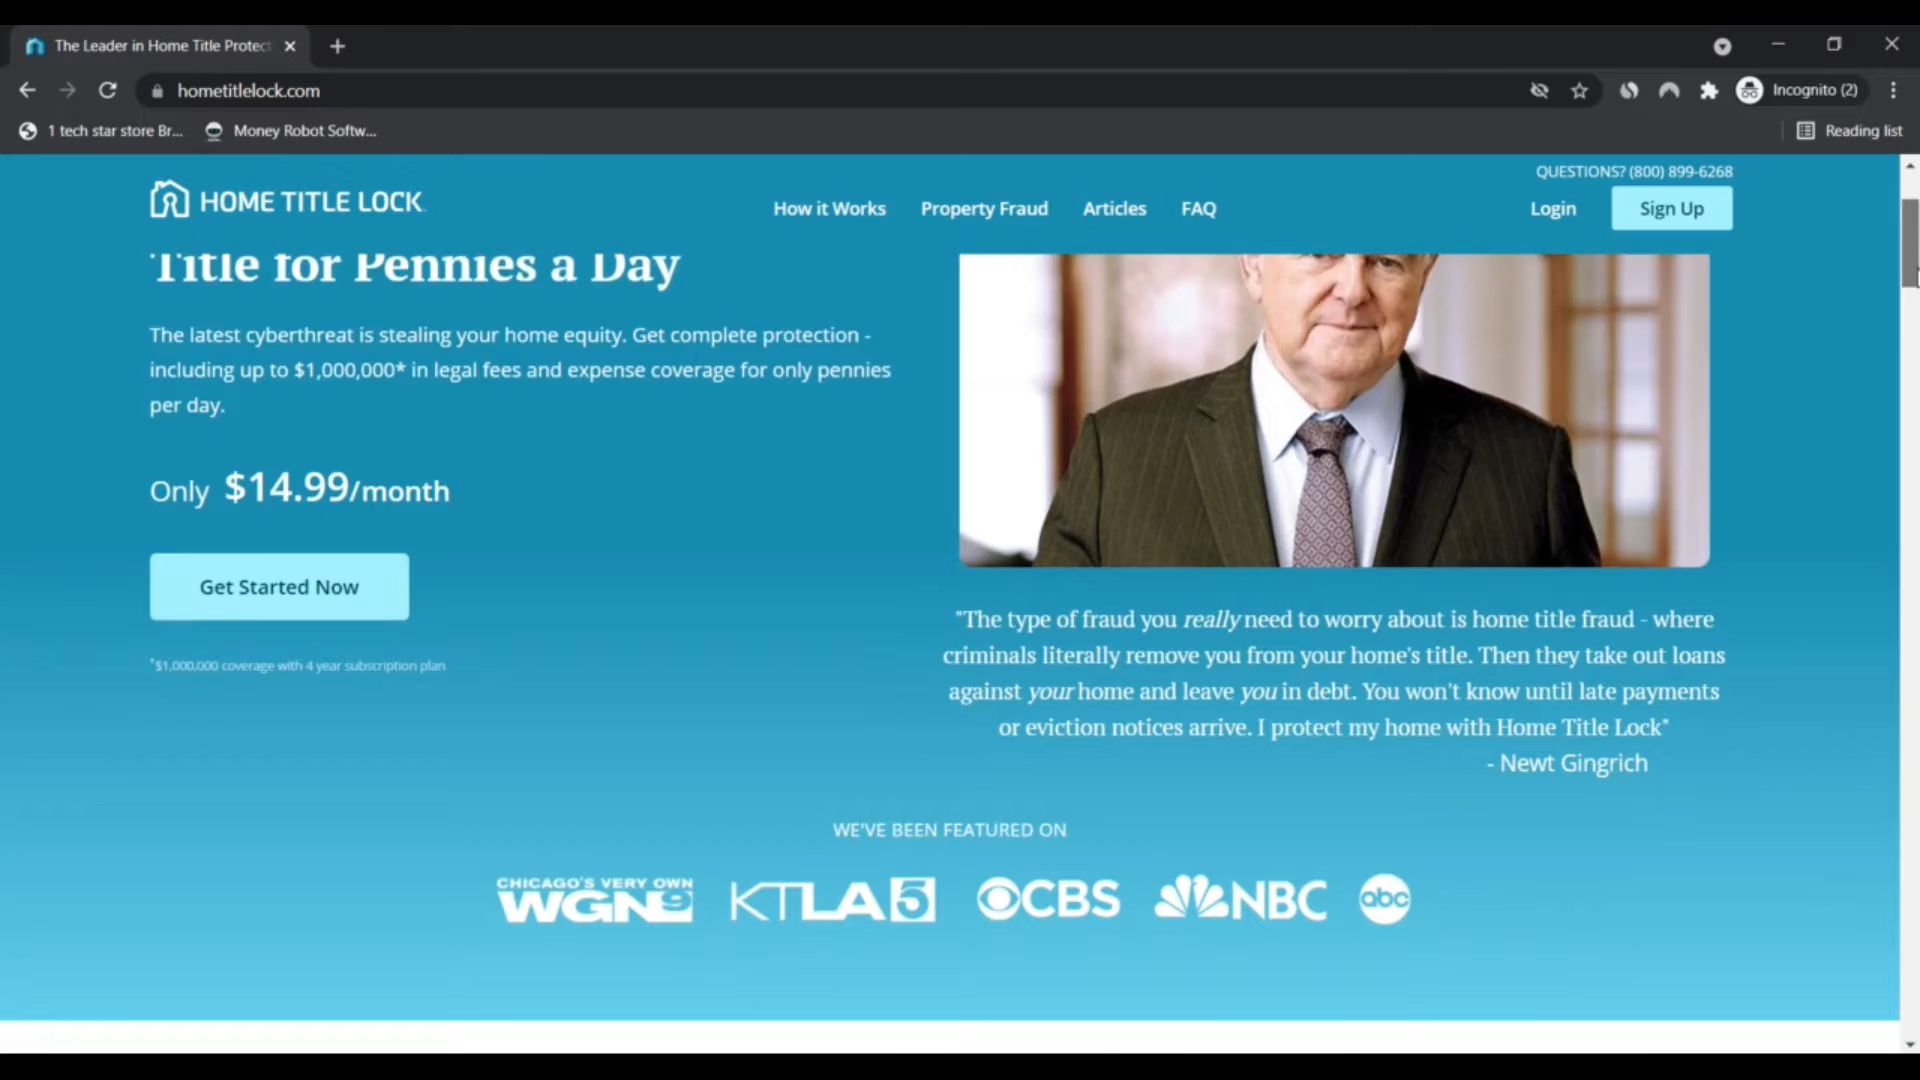 The Leader in Home Title Protect
hometitlelock.com
Incognito (2)
1 tech star store Br...
Money Robot Softw...
Reading list
QUESTIONS? (800) 899-6268
HOME TITLE LOCK
How it Works
Property Fraud
Articles
FAQ
Login
Sign Up
Title for Pennies a Day
The latest cyberthreat is stealing your home equity. Get complete protection -
including up to $1,000,000* in legal fees and expense coverage for only pennies
per day.
Only $14.99/month
Get Started Now
*$1,000,000 coverage with 4 year subscription plan
"The type of fraud you really need to worry about is home title fraud - where
criminals literally remove you from your home's title. Then they take out loans
against your home and leave you in debt. You won't know until late payments
or eviction notices arrive. I protect my home with Home Title Lock"
- Newt Gingrich
WE'VE BEEN FEATURED ON
CHICAGO'S VERY OWN
WGN9
KTLA5
CBS
NBC
abc